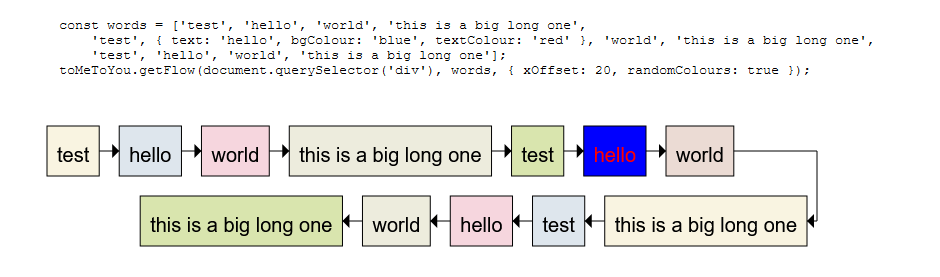 const words = ['test', 'hello', 'world', 'this is a big long one',
'test', { text: 'hello', bgColour: 'blue', textColour: 'red' }, 'world', 'this is a big long one',
'test', 'hello', 'world', 'this is a big long one'];
toMeToYou.getFlow(document.querySelector('div'), words, { xOffset: 20, randomColours: true });
test hello world this is a big long one test hello world
this is a big long one world hello test this is a big long one